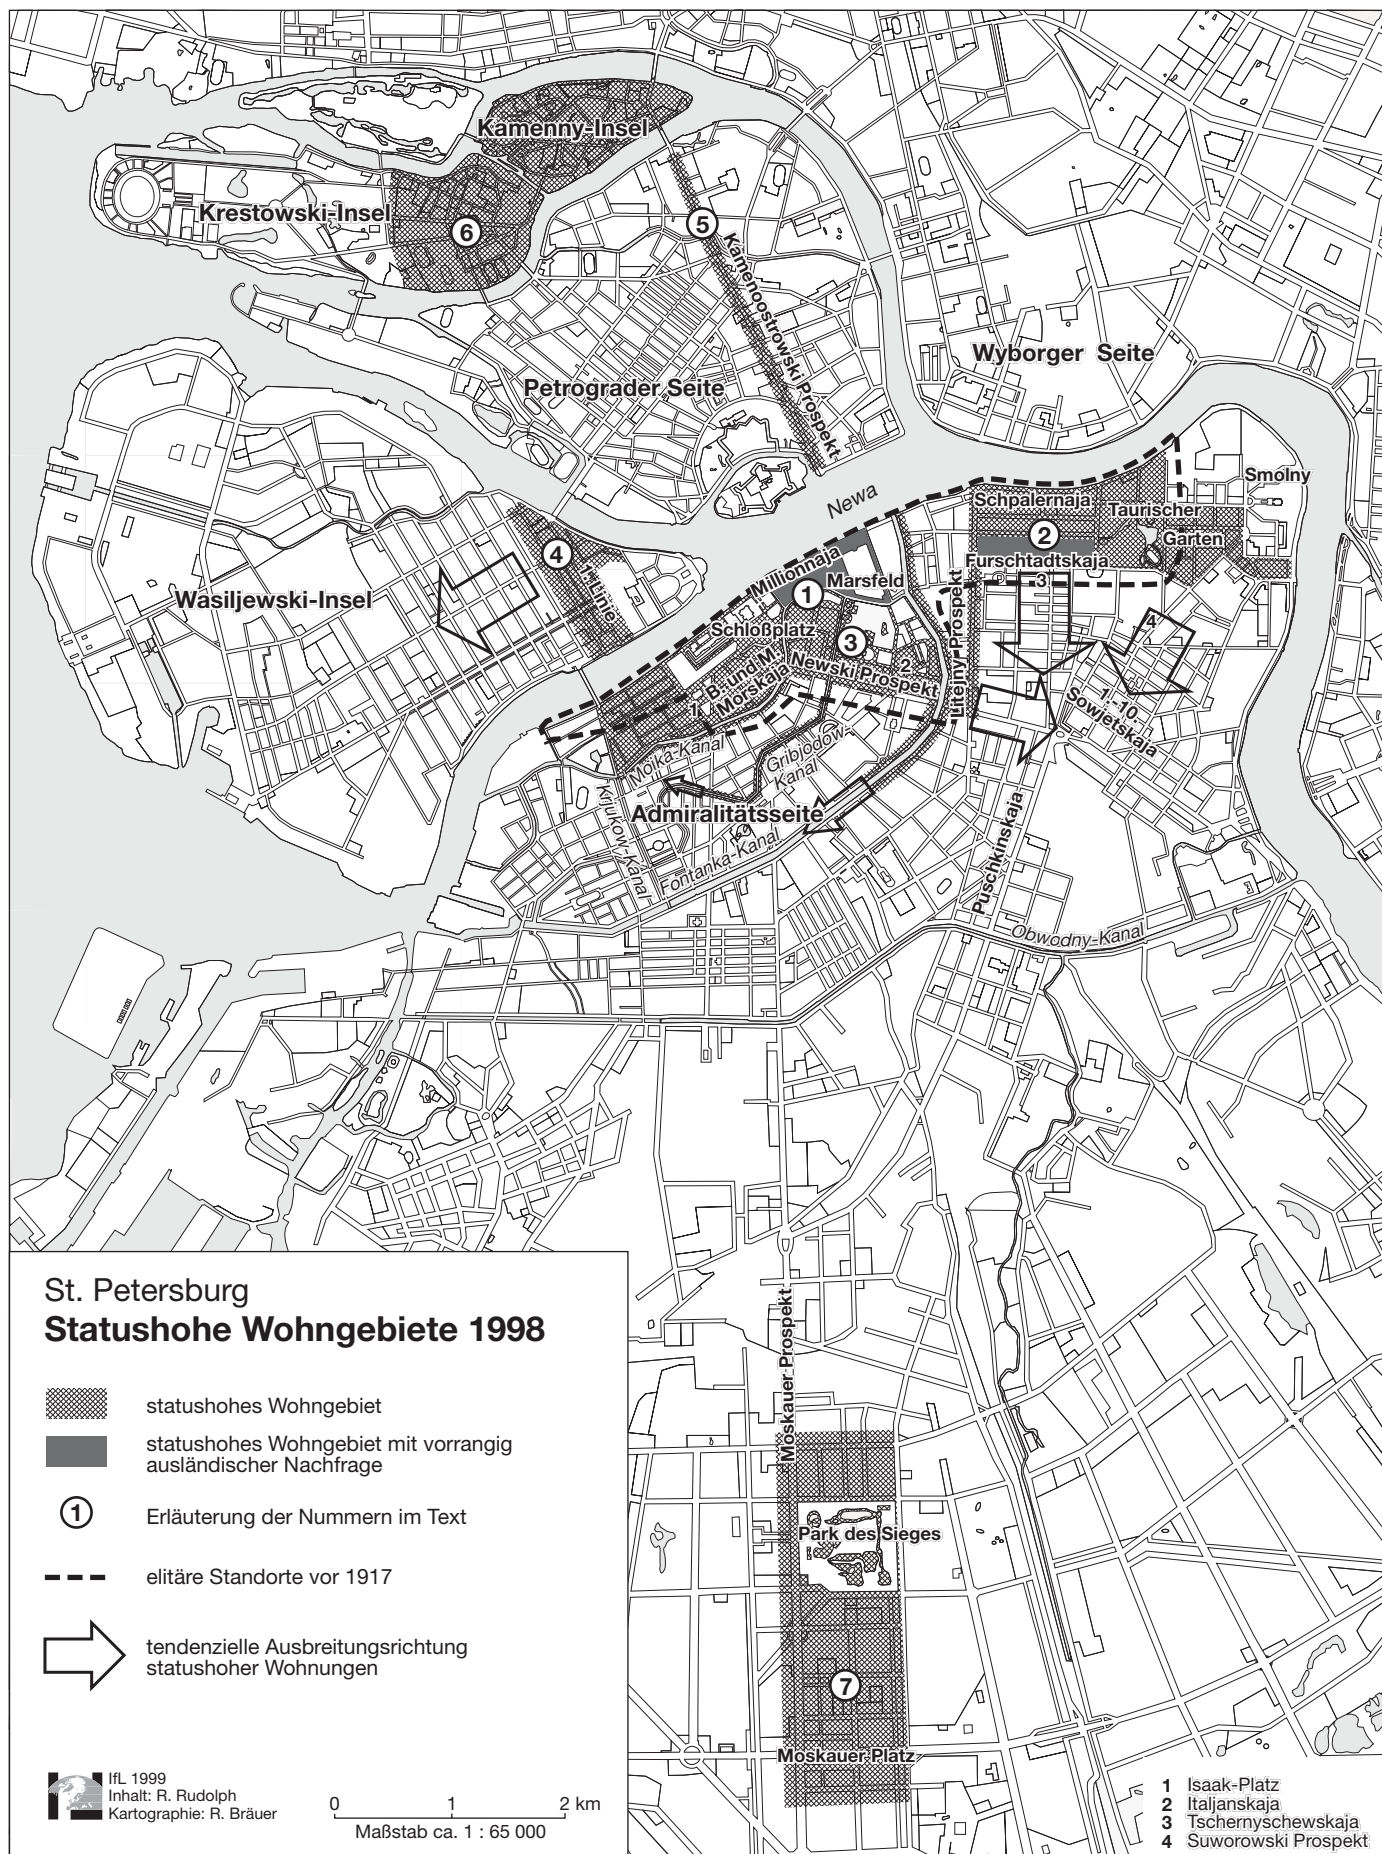 Kamenny-Insel
Krestowski-Insel
6
5
Kamenoostrowski Prospekt
Wyborger Seite
Petrograder Seite
Newa
Smolny
Schpalernaja
Taurischer
Garten
2
Furschtadtskaja
3
4
1. Linie
Wasiljewski-Insel
Millionnaja
Marsfeld
1
Schloßplatz
3
4
Newski Prospekt
2
B. und M.
Morskaja
1
Litejny-Prospekt
1.-10.
Sowjetskaja
Mojka-Kanal
Gribjodow-
Kanal
Krjukow-Kanal
Admiralitätsseite
Fontanka-Kanal
Puschkinskaja
Obwodny-Kanal
Moskauer Prospekt
Park des Sieges
7
Moskauer Platz
St. Petersburg
Statushohe Wohngebiete 1998
statushohes Wohngebiet
statushohes Wohngebiet mit vorrangig
ausländischer Nachfrage
1 Erläuterung der Nummern im Text
elitäre Standorte vor 1917
tendenzielle Ausbreitungsrichtung
statushoher Wohnungen
IfL 1999
Inhalt: R. Rudolph
Kartographie: R. Bräuer
0 1 2 km
Maßstab ca. 1 : 65 000
1 Isaak-Platz
2 Italjanskaja
3 Tschernyschewskaja
4 Suworowski Prospekt